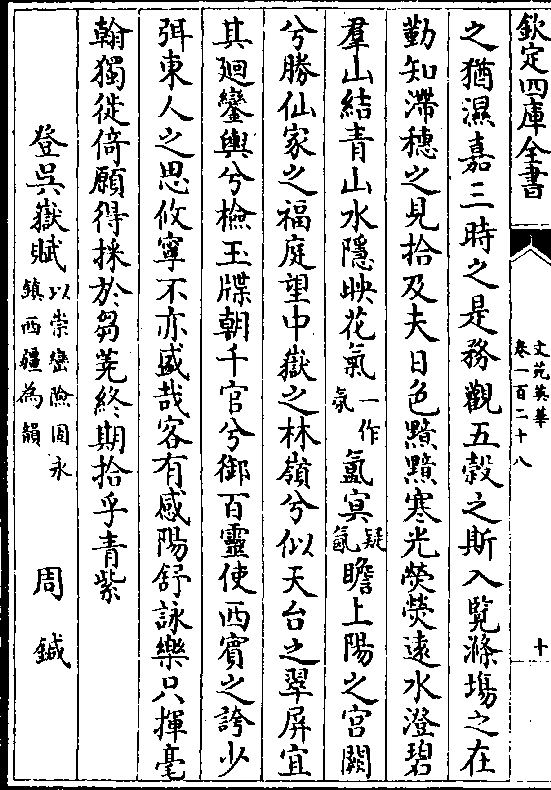 欽定四庫全書
文苑英華
卷一百二十八
十
之猶濕嘉三時之是務觀五穀之斯入覽滌場之在
勤知滯穗之見拾及夫日色黯黯寒光熒熒遠水澄碧
羣山結青山水隱映花氣一作氛氳冥疑氤瞻上陽之宮闕
兮勝仙家之福庭望中嶽之林嶺兮似天台之翠屏宜
其廻鑾輿兮檢玉牒朝千官兮御百靈使西賓之誇少
弭東人之思攸寧不亦盛哉客有感陽舒詠樂只揮毫
翰獨徙倚願得採於芻蕘終期拾乎青紫
登吳嶽賦以崇巒險固永鎮西疆為韻
周鍼